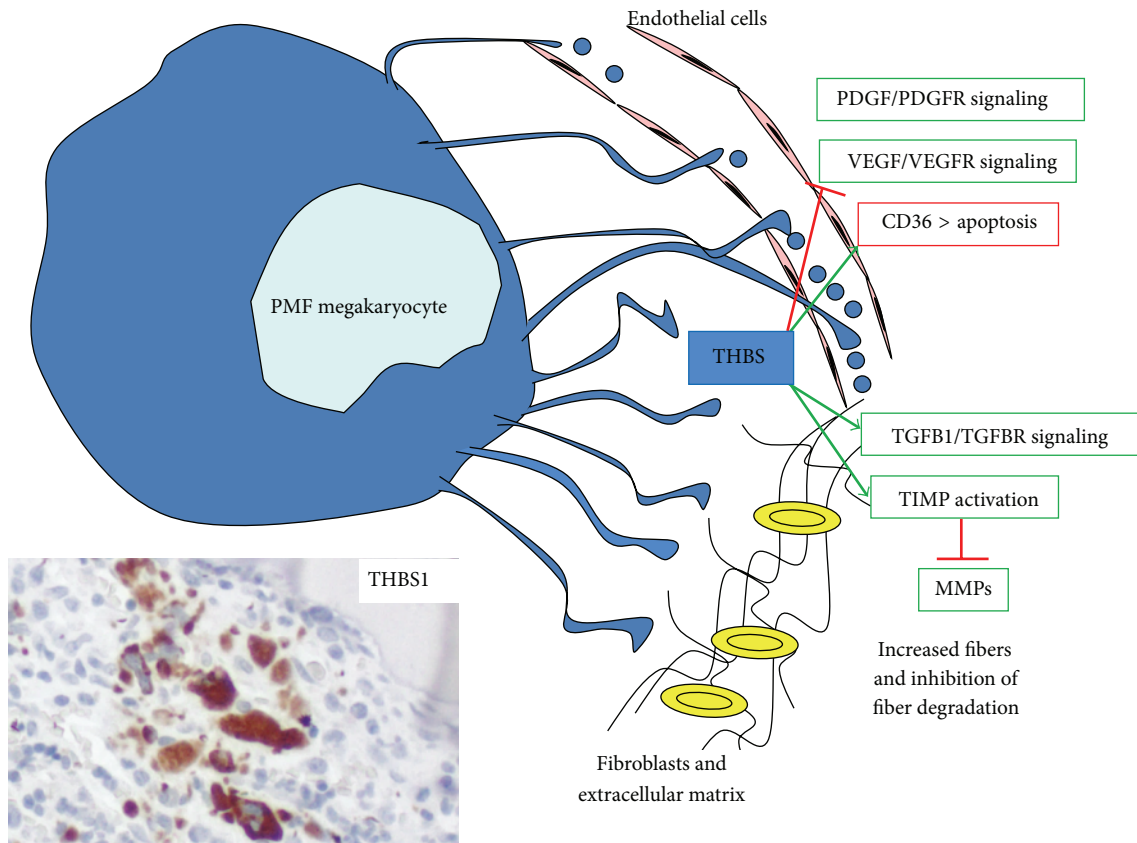 Endothelial cells
PDGF/PDGFR signaling
VEGF/VEGFR signaling
CD36 > apoptosis
PMF megakaryocyte
THBS
TGFB1/TGFBR signaling
TIMP activation
THBS1
MMPs
Increased fibers
and inhibition of
fiber degradation
Fibroblasts and
extracellular matrix